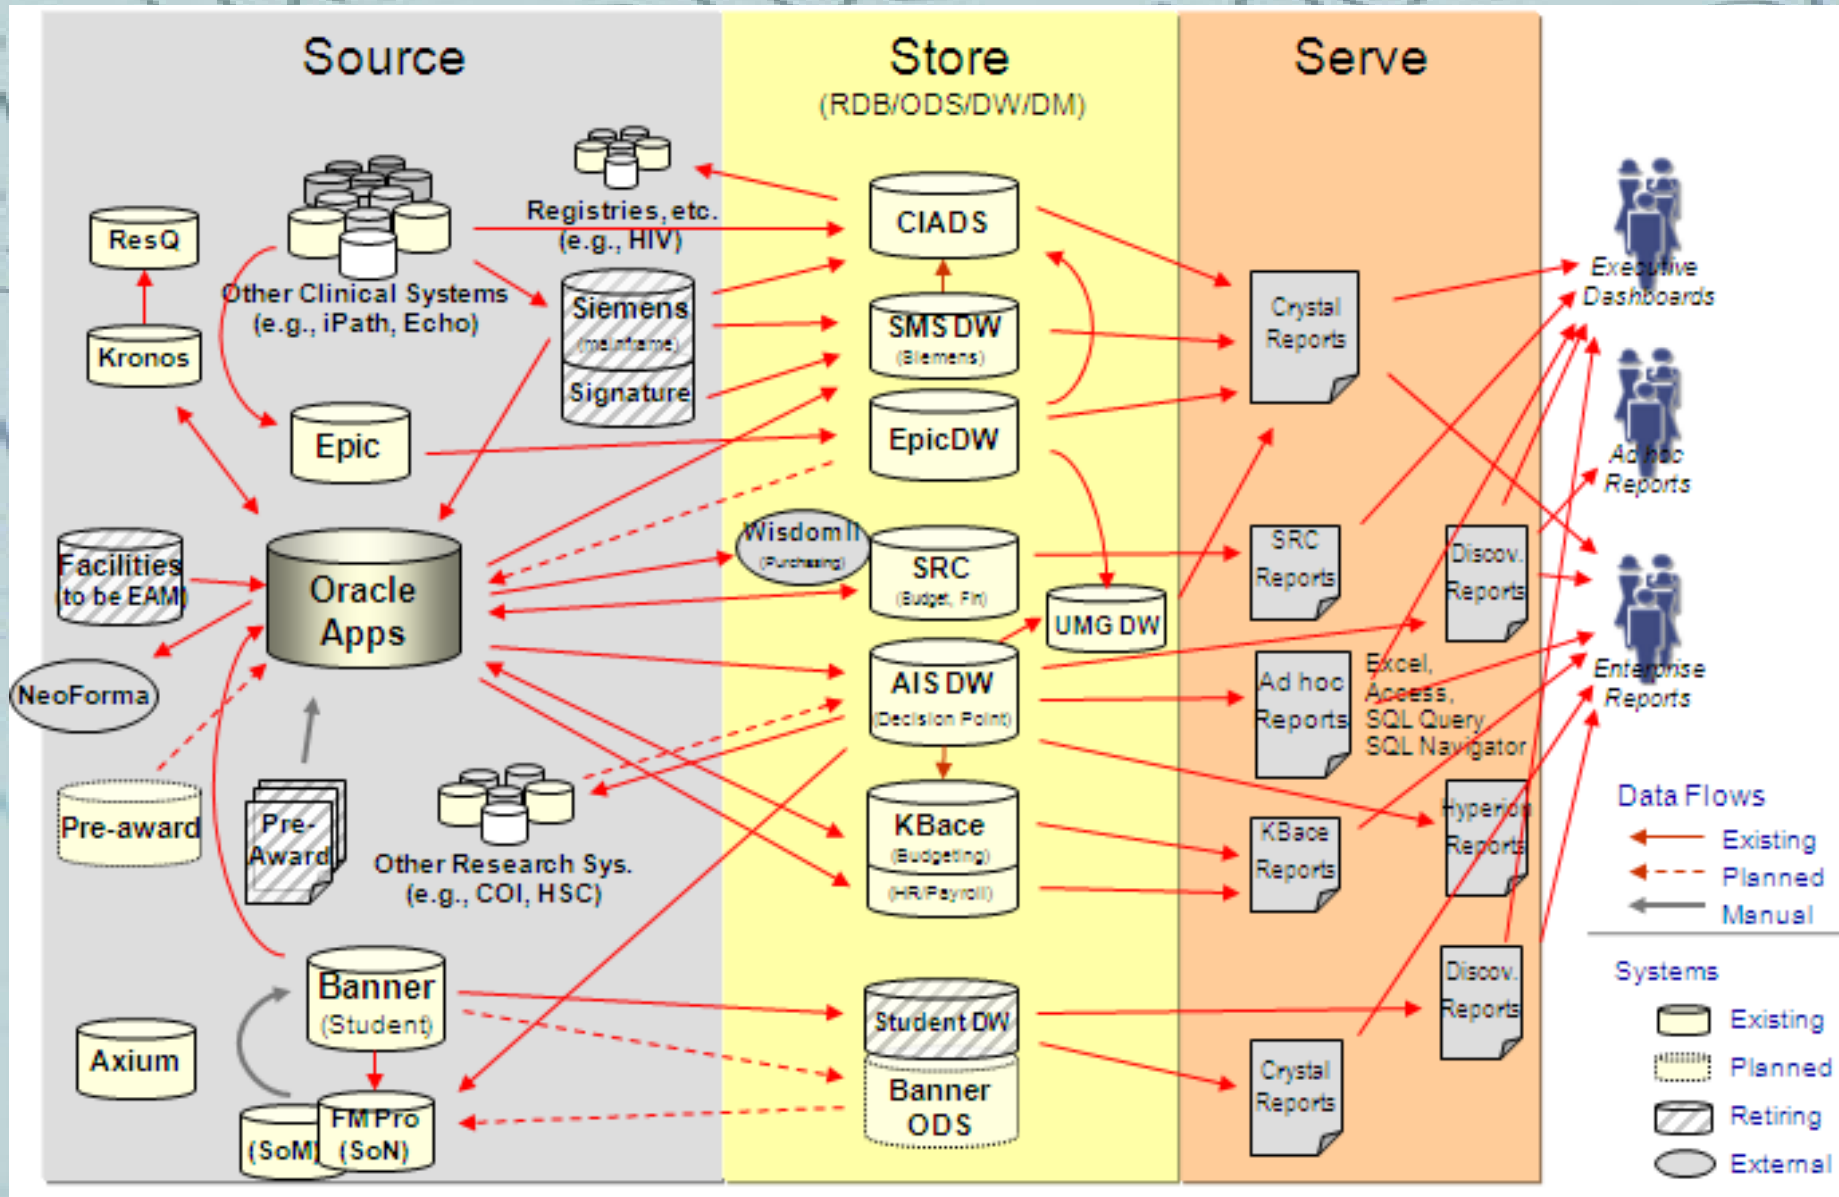 Source
Store
(RDB/ODS/DW/DM)
Serve
ResQ
Kronos
Other Clinical Systems
(e.g., iPath, Echo)
Registries, etc.
(e.g., HIV)
Siemens
(mainframe)
Signature
Epic
Facilities
(to be EAM)
Oracle
Apps
NeoForma
Pre-award
Pre-
Award
Other Research Sys.
(e.g., COI, HSC)
Banner
(Student)
Axium
(SoM)
FM Pro
(SoN)
CIADS
SMS DW
(Siemens)
EpicDW
Wisdom II
(Purchasing)
SRC
(Budget, Fin)
UMG DW
AIS DW
(Decision Point)
KBace
(Budgeting)
(HR/Payroll)
Student DW
Banner
ODS
Crystal
Reports
SRC
Reports
Discov.
Reports
Ad hoc
Reports
Excel,
Access,
SQL Query
SQL Navigator
KBace
Reports
Hyperion
Reports
Discov.
Reports
Crystal
Reports
Executive
Dashboards
Ad hoc
Reports
Enterprise
Reports
Data Flows
Existing
Planned
Manual
Systems
Existing
Planned
Retiring
External